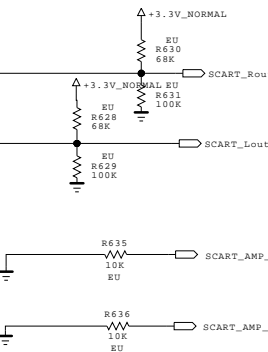 +3.3V_NORMAL
EU
R630
68K
SCART_Rou
+3.3V_NORMAL
EU
R631
100K
EU
R628
68K
SCART_Lout
EU
R629
100K
R635
10K
EU
SCART_AMP_
R636
10K
EU
SCART_AMP_